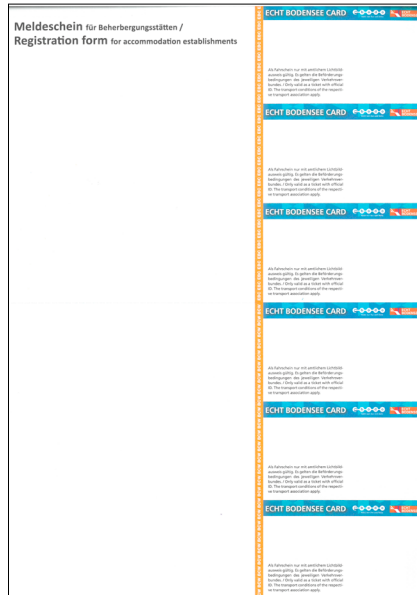 Meldeschein für Beherbergungsstätten /
Registration form for accommodation establishments
ECHT BODENSEE CARD
Als Fahrschein nur mit amtlichem Lichtbild-
ausweis gültig. Es gelten die Beförderungs-
bedingungen des jeweiligen Verkehrsver-
bundes. / Only valid as a ticket with official
ID. The transport conditions of the respecti-
ve transport association apply.
ECHT BODENSEE CARD
Als Fahrschein nur mit amtlichem Lichtbild-
ausweis gültig. Es gelten die Beförderungs-
bedingungen des jeweiligen Verkehrsver-
bundes. / Only valid as a ticket with official
ID. The transport conditions of the respecti-
ve transport association apply.
ECHT BODENSEE CARD
Als Fahrschein nur mit amtlichem Lichtbild-
ausweis gültig. Es gelten die Beförderungs-
bedingungen des jeweiligen Verkehrsver-
bundes. / Only valid as a ticket with official
ID. The transport conditions of the respecti-
ve transport association apply.
ECHT BODENSEE CARD
Als Fahrschein nur mit amtlichem Lichtbild-
ausweis gültig. Es gelten die Beförderungs-
bedingungen des jeweiligen Verkehrsver-
bundes. / Only valid as a ticket with official
ID. The transport conditions of the respecti-
ve transport association apply.
ECHT BODENSEE CARD
Als Fahrschein nur mit amtlichem Lichtbild-
ausweis gültig. Es gelten die Beförderungs-
bedingungen des jeweiligen Verkehrsver-
bundes. / Only valid as a ticket with official
ID. The transport conditions of the respecti-
ve transport association apply.
ECHT BODENSEE CARD
Als Fahrschein nur mit amtlichem Lichtbild-
ausweis gültig. Es gelten die Beförderungs-
bedingungen des jeweiligen Verkehrsver-
bundes. / Only valid as a ticket with official
ID. The transport conditions of the respecti-
ve transport association apply.